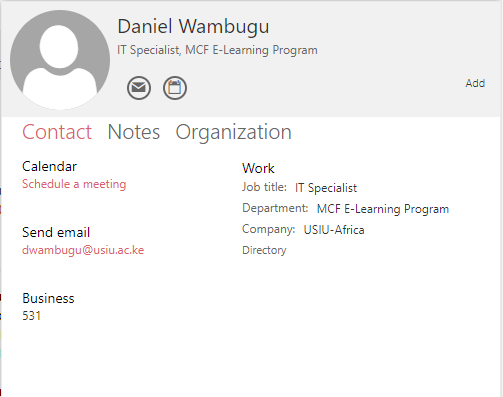 Daniel Wambugu
IT Specialist, MCF E-Learning Program
Add
Contact Notes Organization
Calendar
Schedule a meeting
Send email
dwambugu@usiu.ac.ke
Business
531
Work
Job title: IT Specialist
Department: MCF E-Learning Program
Company: USIU-Africa
Directory